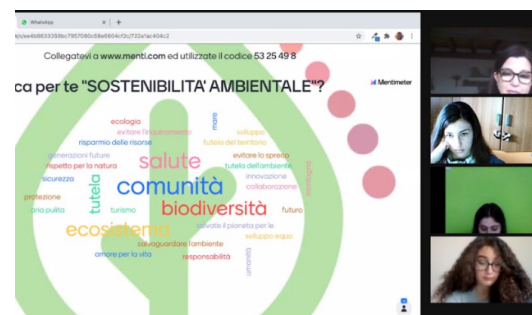 WhatsApp
Collegatevi a www.menti.com ed utilizzate il codice 53 25 49 8
ca per te "SOSTENIBILITA' AMBIENTALE"?
Mentimeter
ecologia
mare
evitare l'inquinamento
sviluppo
risparmio delle risorse
tutela del territorio
generazioni future
salute
evitare lo spreco
rispetto per la natura
tutela dell'ambiente
sicurezza
tutela
comunità
innovazione
collaborazione
montagne
protezione
aria pulita
turismo
biodiversità
futuro
ecosistema
salvate il pianeta per le
sviluppo equo
salvaguardare l'ambiente
amore per la vita
responsabilità
umanità